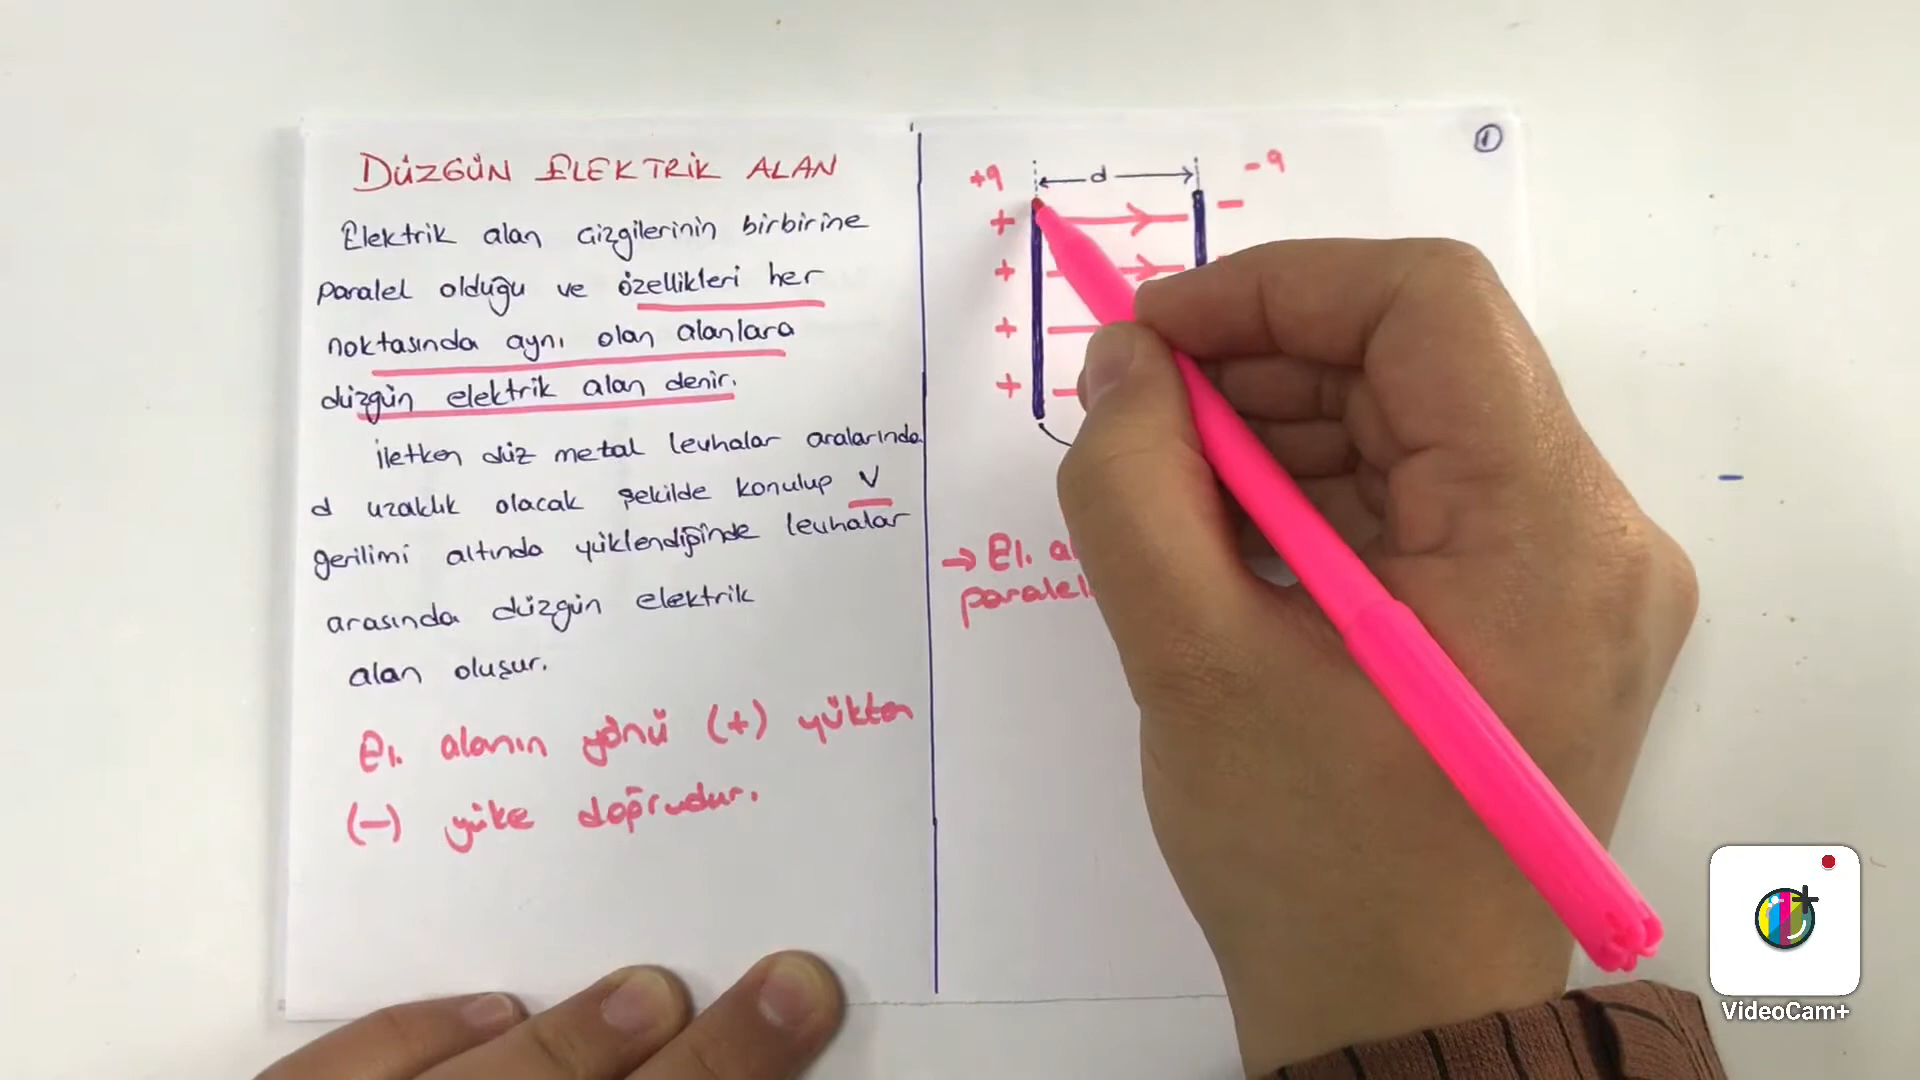 DÜZGÜN ELEKTRİK ALAN
Elektrik alan çizgilerinin birbirine
paralel olduğu ve özellikleri her
noktasında aynı olan alanlara
düzgün elektrik alan denir.
İletken düz metal levhalar aralarında
d uzaklık olacak şekilde konulup V
gerilimi altında yüklendiğinde levhalar
arasında düzgün elektrik
alan oluşur.
El. alanın yönü (+) yükten
(-) yüke doğrudur.
1
+q d -q
+ -
+
+
+
→ El.
VideoCam+